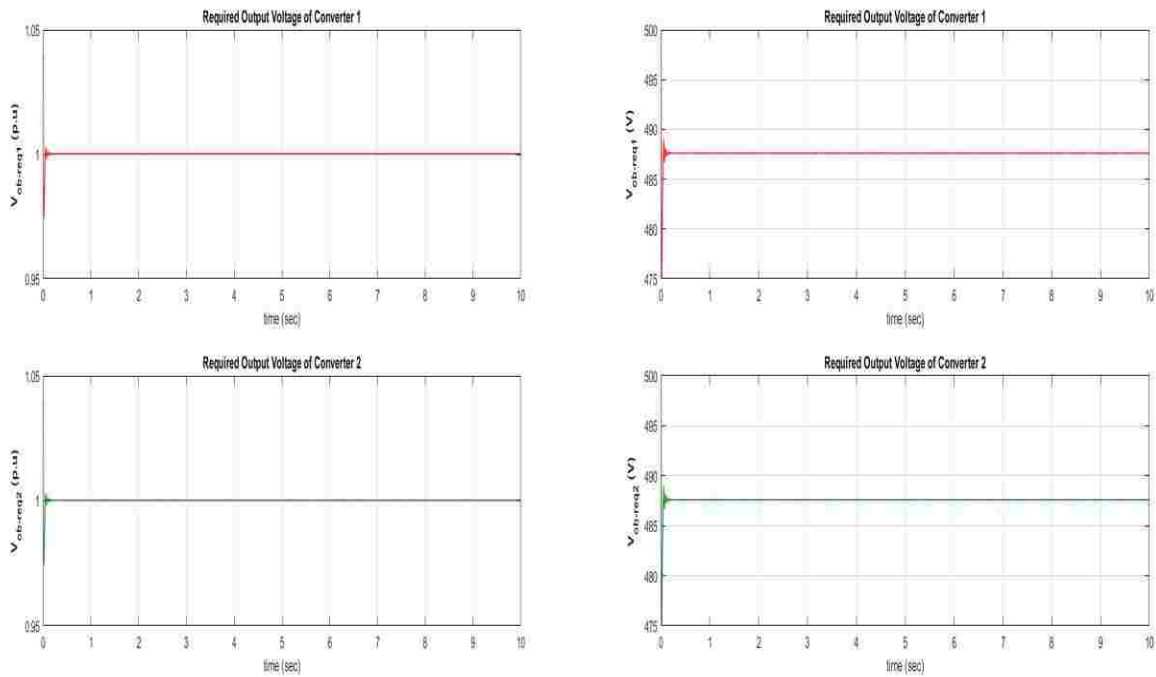 Required Output Voltage of Converter 1
V ob-req1 (p.u)
1.05
1
0.95
0 1 2 3 4 5 6 7 8 9 10
time (sec)
Required Output Voltage of Converter 1
V ob-req1 (V)
500
495
490
485
480
475
0 1 2 3 4 5 6 7 8 9 10
time (sec)
Required Output Voltage of Converter 2
V ob-req2 (p.u)
1.05
1
0.95
0 1 2 3 4 5 6 7 8 9 10
time (sec)
Required Output Voltage of Converter 2
V ob-req2 (V)
500
495
490
485
480
475
0 1 2 3 4 5 6 7 8 9 10
time (sec)